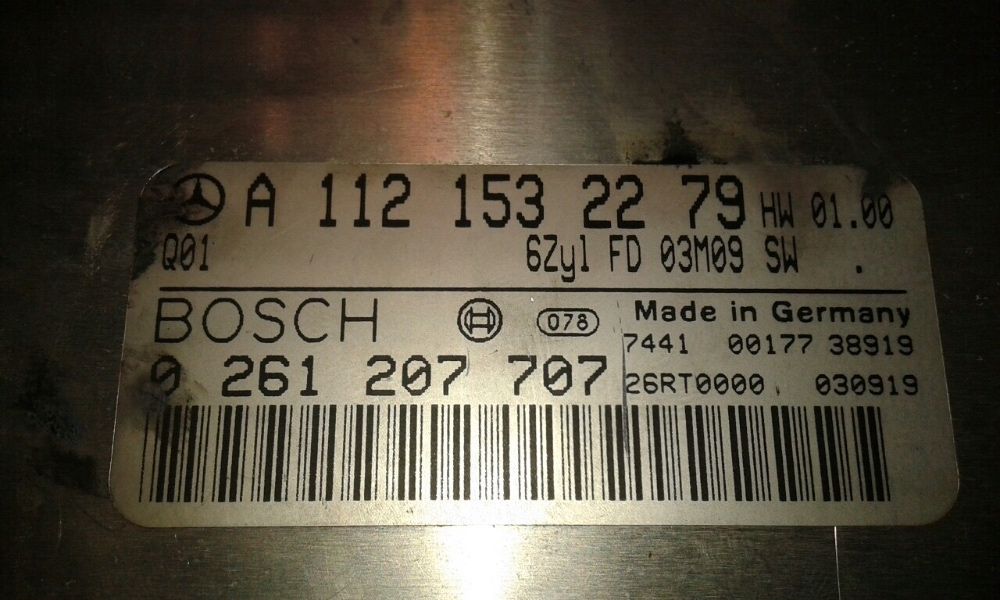 A 112 153 22 79 HW 01.00
Q01 6Zyl FD 03M09 SW .
BOSCH 078 Made in Germany
7441 00177 38919
0 261 207 707 26RT0000 030919